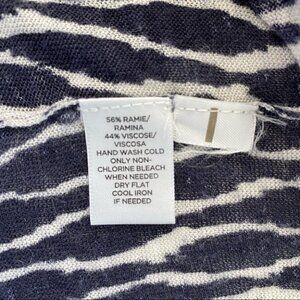 56% RAMIE/
RAMINA
44% VISCOSE/
VISCOSA
HAND WASH COLD
ONLY NON-
CHLORINE BLEACH
WHEN NEEDED
DRY FLAT
COOL IRON
IF NEEDED